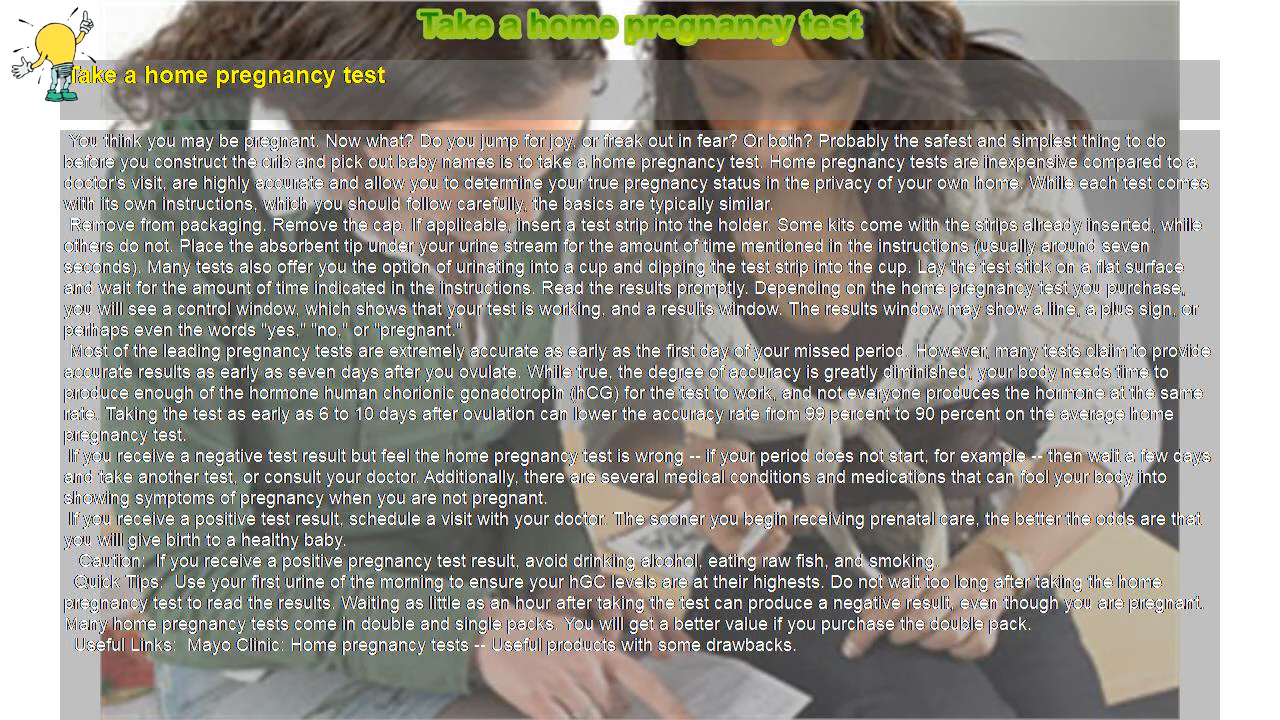 Take a home pregnancy test
Take a home pregnancy test
You think you may be pregnant. Now what? Do you jump for joy, or freak out in fear? Or both? Probably the safest and simplest thing to do
before you construct the crib and pick out baby names is to take a home pregnancy test. Home pregnancy tests are inexpensive compared to a
doctor's visit, are highly accurate and allow you to determine your true pregnancy status in the privacy of your own home. While each test comes
with its own instructions, which you should follow carefully, the basics are typically similar.
Remove from packaging. Remove the cap. If applicable, insert a test strip into the holder. Some kits come with the strips already inserted, while
others do not. Place the absorbent tip under your urine stream for the amount of time mentioned in the instructions (usually around seven
seconds). Many tests also offer you the option of urinating into a cup and dipping the test strip into the cup. Lay the test stick on a flat surface
and wait for the amount of time indicated in the instructions. Read the results promptly. Depending on the home pregnancy test you purchase,
you will see a control window, which shows that your test is working, and a results window. The results window may show a line, a plus sign, or
perhaps even the words "yes," "no," or "pregnant."
Most of the leading pregnancy tests are extremely accurate as early as the first day of your missed period. However, many tests claim to provide
accurate results as early as seven days after you ovulate. While true, the degree of accuracy is greatly diminished; your body needs time to
produce enough of the hormone human chorionic gonadotropin (hCG) for the test to work, and not everyone produces the hormone at the same
rate. Taking the test as early as 6 to 10 days after ovulation can lower the accuracy rate from 99 percent to 90 percent on the average home
pregnancy test.
If you receive a negative test result but feel the home pregnancy test is wrong -- if your period does not start, for example -- then wait a few days
and take another test, or consult your doctor. Additionally, there are several medical conditions and medications that can fool your body into
showing symptoms of pregnancy when you are not pregnant.
If you receive a positive test result, schedule a visit with your doctor. The sooner you begin receiving prenatal care, the better the odds are that
you will give birth to a healthy baby.
Caution: If you receive a positive pregnancy test result, avoid drinking alcohol, eating raw fish, and smoking.
Quick Tips: Use your first urine of the morning to ensure your hGC levels are at their highests. Do not wait too long after taking the home
pregnancy test to read the results. Waiting as little as an hour after taking the test can produce a negative result, even though you are pregnant.
Many home pregnancy tests come in double and single packs. You will get a better value if you purchase the double pack.
Useful Links: Mayo Clinic: Home pregnancy tests -- Useful products with some drawbacks.